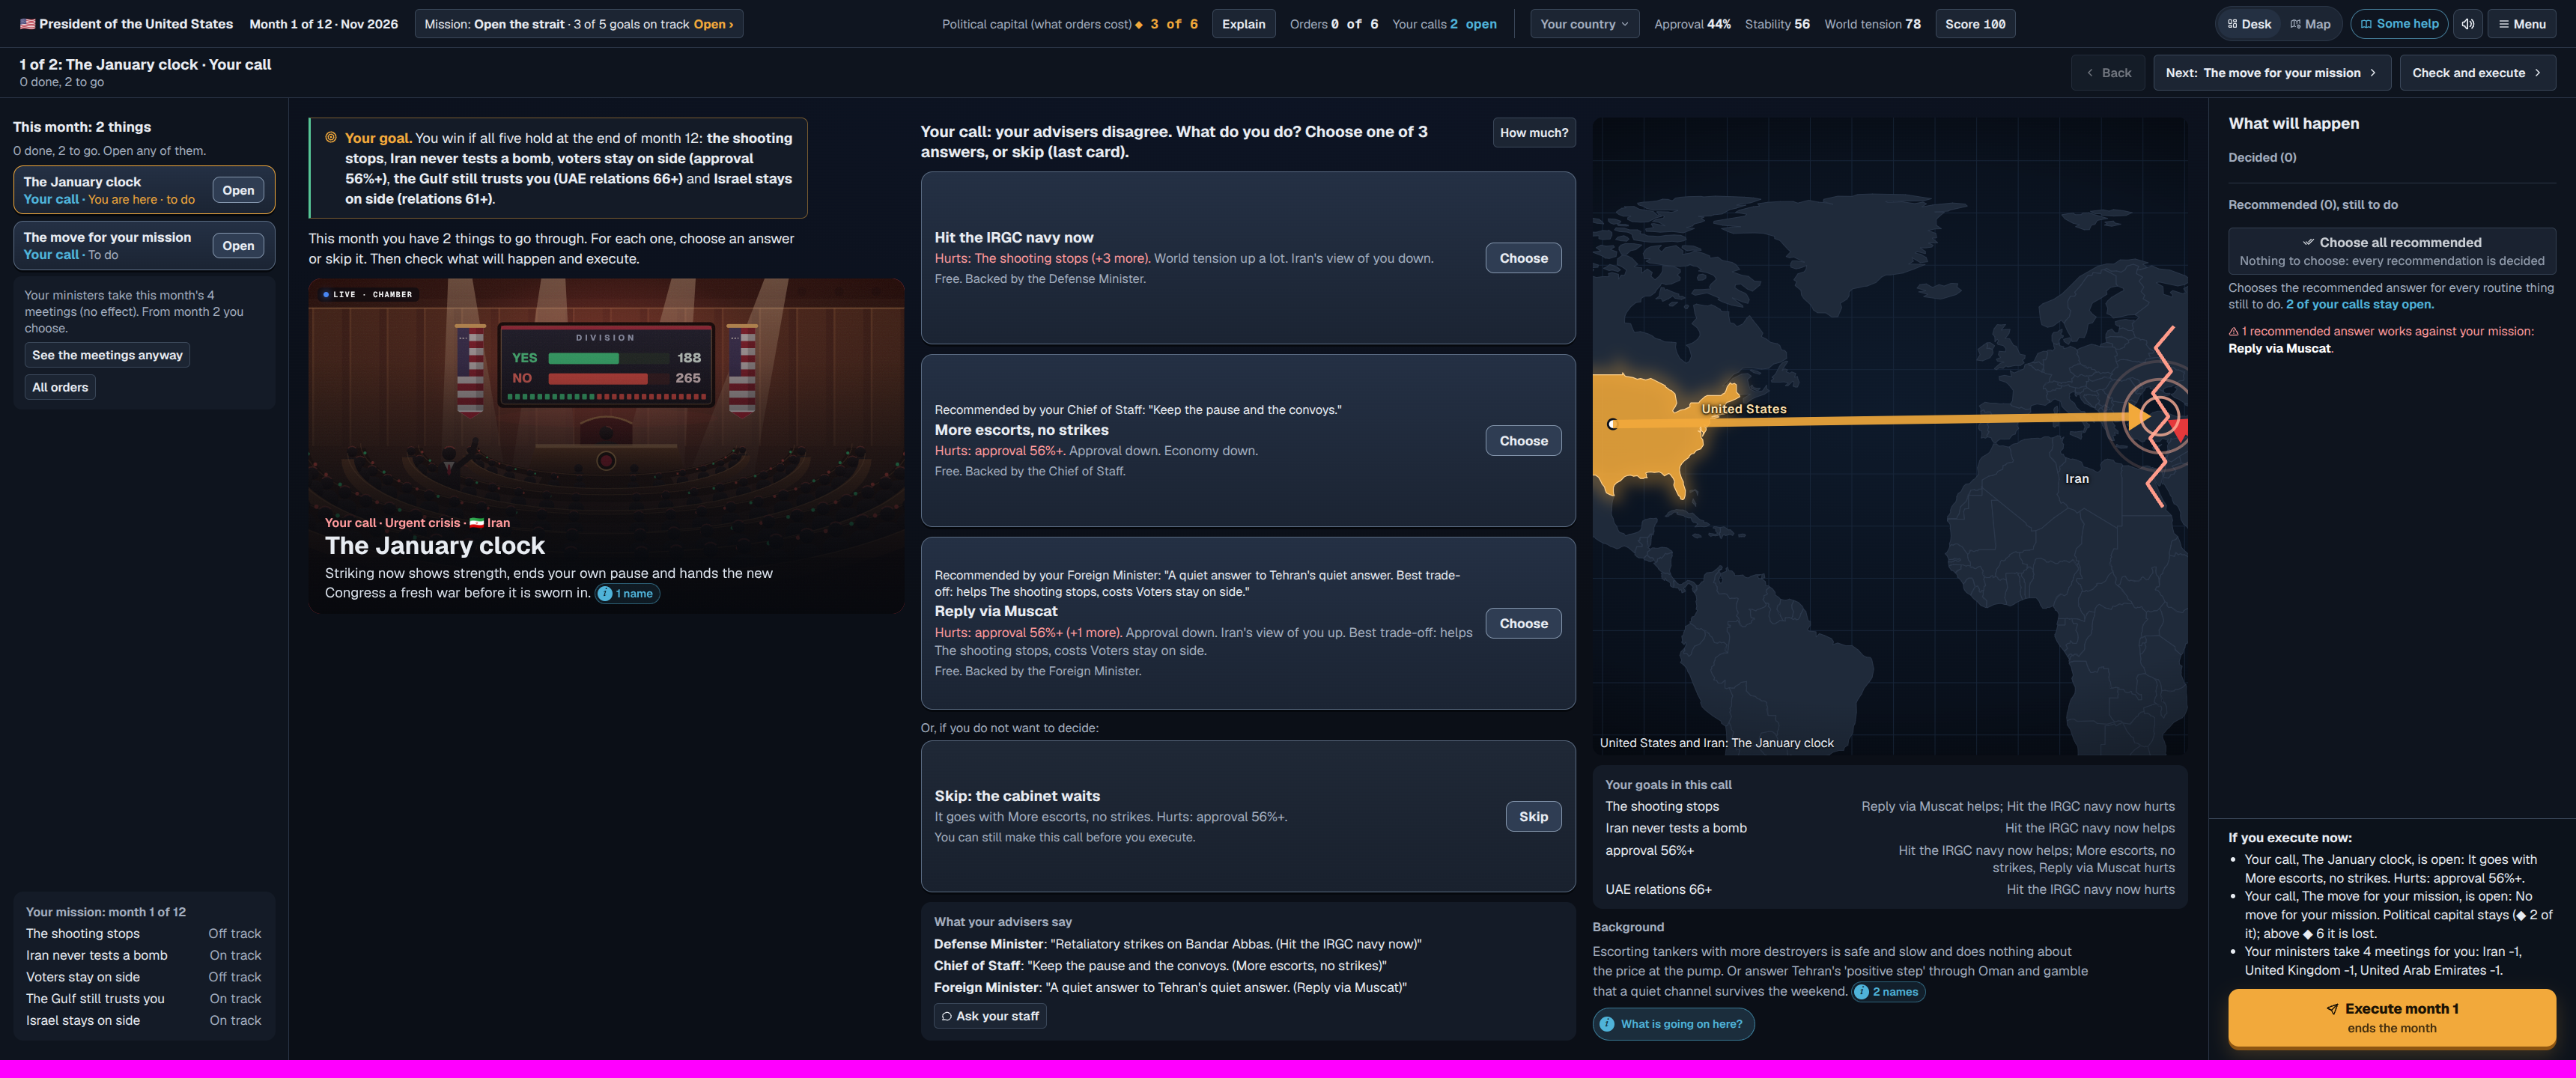 🇺🇸 President of the United States
Month 1 of 12 · Nov 2026
Mission: Open the strait · 3 of 5 goals on track Open ›
Political capital (what orders cost) ◆ 3 of 6
Explain
Orders 0 of 6
Your calls 2 open
Your country
Approval 44%
Stability 56
World tension 78
Score 100
Desk
Map
Some help
Menu
1 of 2: The January clock · Your call
0 done, 2 to go
Back
Next: The move for your mission
Check and execute
This month: 2 things
0 done, 2 to go. Open any of them.
The January clock
Your call · You are here · to do
Open
The move for your mission
Your call · To do
Open
Your ministers take this month's 4
meetings (no effect). From month 2 you
choose.
See the meetings anyway
All orders
Your mission: month 1 of 12
The shooting stops Off track
Iran never tests a bomb On track
Voters stay on side Off track
The Gulf still trusts you On track
Israel stays on side On track
Your goal. You win if all five hold at the end of month 12: the shooting
stops, Iran never tests a bomb, voters stay on side (approval
56%+), the Gulf still trusts you (UAE relations 66+) and Israel stays
on side (relations 61+).
This month you have 2 things to go through. For each one, choose an answer
or skip it. Then check what will happen and execute.
LIVE · CHAMBER
DIVISION
YES 188
NO 265
Your call · Urgent crisis · 🇮🇷 Iran
The January clock
Striking now shows strength, ends your own pause and hands the new
Congress a fresh war before it is sworn in. i 1 name
Your call: your advisers disagree. What do you do? Choose one of 3
answers, or skip (last card).
How much?
Hit the IRGC navy now
Hurts: The shooting stops (+3 more). World tension up a lot. Iran's view of you down.
Free. Backed by the Defense Minister.
Choose
Recommended by your Chief of Staff: "Keep the pause and the convoys."
More escorts, no strikes
Hurts: approval 56%+. Approval down. Economy down.
Free. Backed by the Chief of Staff.
Choose
Recommended by your Foreign Minister: "A quiet answer to Tehran's quiet answer. Best trade-
off: helps The shooting stops, costs Voters stay on side."
Reply via Muscat
Hurts: approval 56%+ (+1 more). Approval down. Iran's view of you up. Best trade-off: helps
The shooting stops, costs Voters stay on side.
Free. Backed by the Foreign Minister.
Choose
Or, if you do not want to decide:
Skip: the cabinet waits
It goes with More escorts, no strikes. Hurts: approval 56%+.
You can still make this call before you execute.
Skip
What your advisers say
Defense Minister: "Retaliatory strikes on Bandar Abbas. (Hit the IRGC navy now)"
Chief of Staff: "Keep the pause and the convoys. (More escorts, no strikes)"
Foreign Minister: "A quiet answer to Tehran's quiet answer. (Reply via Muscat)"
Ask your staff
United States
Iran
United States and Iran: The January clock
Your goals in this call
The shooting stops Reply via Muscat helps; Hit the IRGC navy now hurts
Iran never tests a bomb Hit the IRGC navy now helps
approval 56%+ Hit the IRGC navy now helps; More escorts, no
strikes, Reply via Muscat hurts
UAE relations 66+ Hit the IRGC navy now hurts
Background
Escorting tankers with more destroyers is safe and slow and does nothing about
the price at the pump. Or answer Tehran's 'positive step' through Oman and gamble
that a quiet channel survives the weekend. i 2 names
i What is going on here?
What will happen
Decided (0)
Recommended (0), still to do
Choose all recommended
Nothing to choose: every recommendation is decided
Chooses the recommended answer for every routine thing
still to do. 2 of your calls stay open.
1 recommended answer works against your mission:
Reply via Muscat.
If you execute now:
• Your call, The January clock, is open: It goes with
More escorts, no strikes. Hurts: approval 56%+.
• Your call, The move for your mission, is open: No
move for your mission. Political capital stays (◆ 2 of
it); above ◆ 6 it is lost.
• Your ministers take 4 meetings for you: Iran -1,
United Kingdom -1, United Arab Emirates -1.
Execute month 1
ends the month